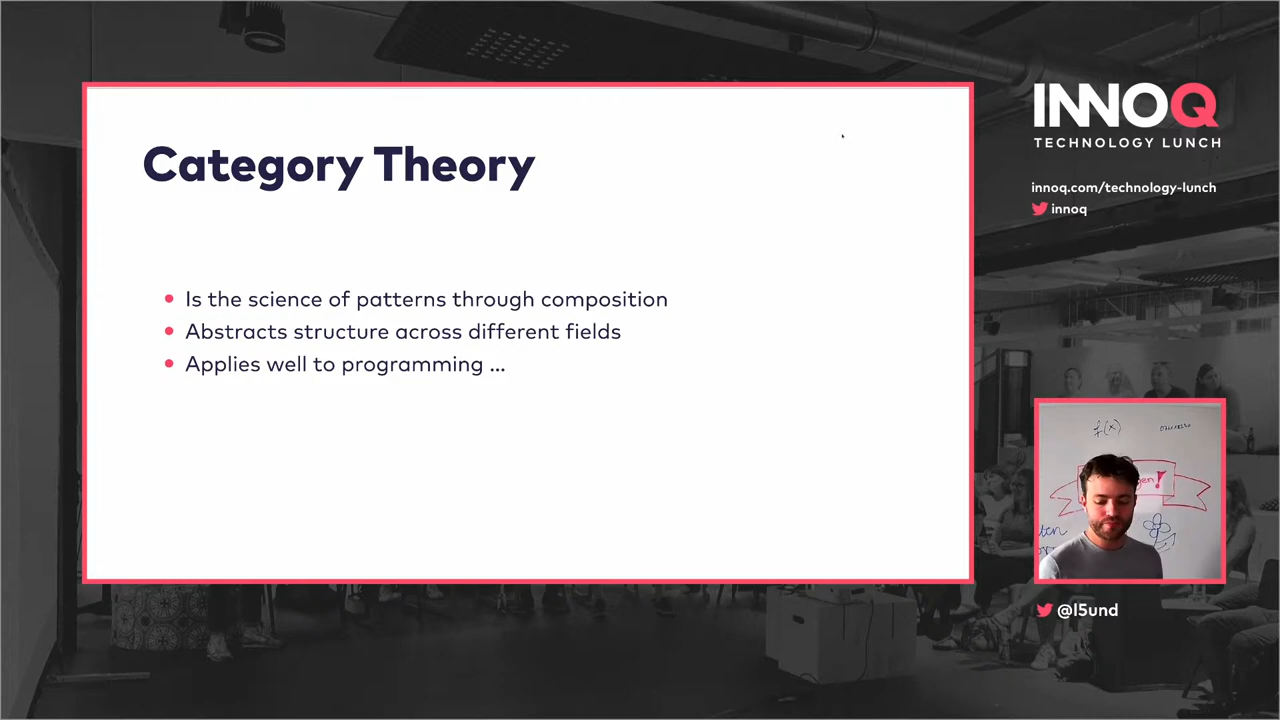 Category Theory
Is the science of patterns through composition
Abstracts structure across different fields
Applies well to programming ...
INNOQ
TECHNOLOGY LUNCH
innoq.com/technology-lunch
innoq
f(x)
@l5und